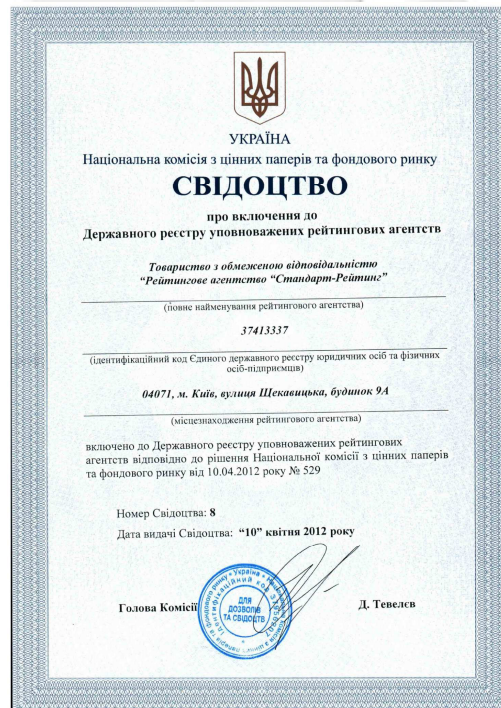 УКРАЇНА
Національна комісія з цінних паперів та фондового ринку
СВІДОЦТВО
про включення до
Державного реєстру уповноважених рейтингових агентств
Товариство з обмеженою відповідальністю
“Рейтингове агентство “Стандарт-Рейтинг”
(повне найменування рейтингового агентства)
37413337
(ідентифікаційний код Єдиного державного реєстру юридичних осіб та фізичних
осіб-підприємців)
04071, м. Київ, вулиця Щекавицька, будинок 9А
(місцезнаходження рейтингового агентства)
включено до Державного реєстру уповноважених рейтингових
агентств відповідно до рішення Національної комісії з цінних паперів
та фондового ринку від 10.04.2012 року № 529
Номер Свідоцтва: 8
Дата видачі Свідоцтва: “10” квітня 2012 року
Голова Комісії
Д. Тевелєв
ДЛЯ
ДОЗВОЛІВ
ТА СВІДОЦТВ